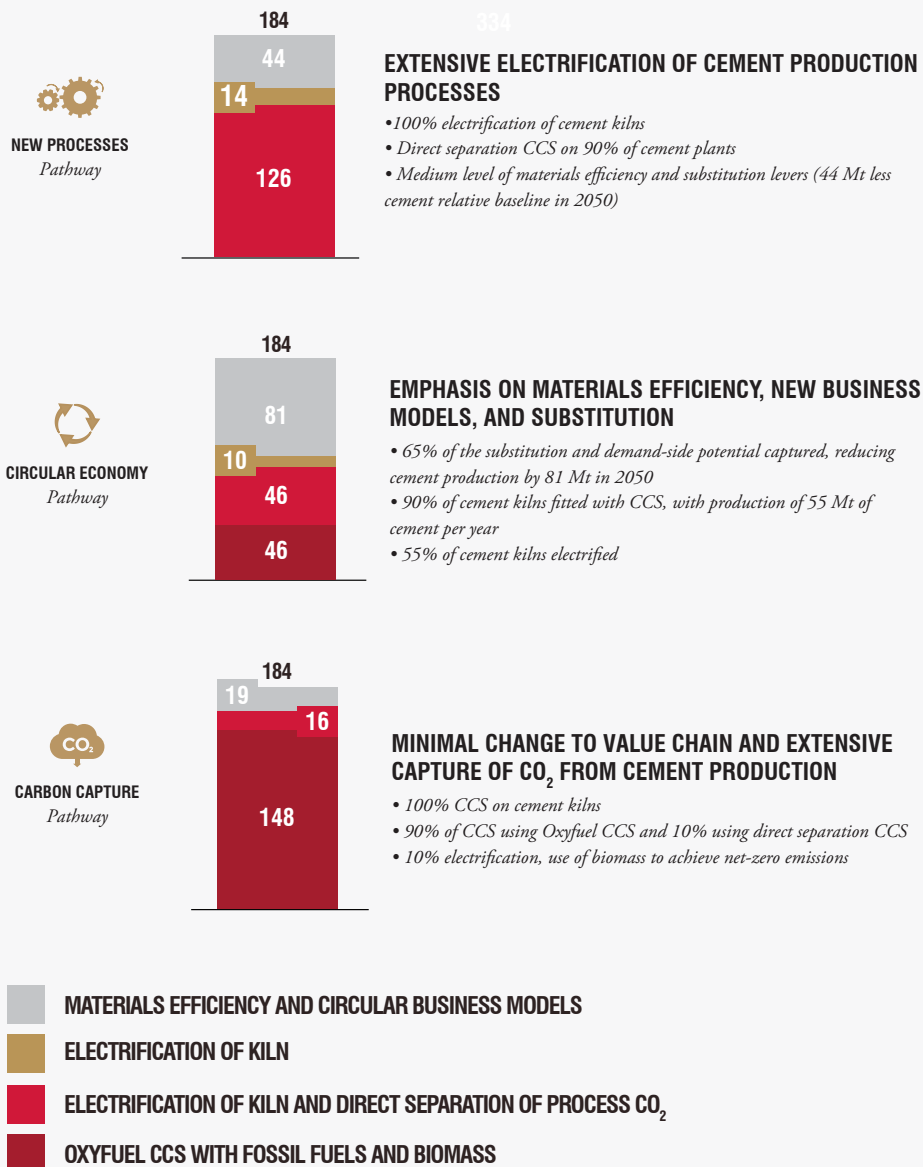 184
334
44
14
126
NEW PROCESSES
Pathway
EXTENSIVE ELECTRIFICATION OF CEMENT PRODUCTION
PROCESSES
•100% electrification of cement kilns
• Direct separation CCS on 90% of cement plants
• Medium level of materials efficiency and substitution levers (44 Mt less
cement relative baseline in 2050)
184
81
10
46
46
CIRCULAR ECONOMY
Pathway
EMPHASIS ON MATERIALS EFFICIENCY, NEW BUSINESS
MODELS, AND SUBSTITUTION
• 65% of the substitution and demand-side potential captured, reducing
cement production by 81 Mt in 2050
• 90% of cement kilns fitted with CCS, with production of 55 Mt of
cement per year
• 55% of cement kilns electrified
184
19
16
148
CO₂
CARBON CAPTURE
Pathway
MINIMAL CHANGE TO VALUE CHAIN AND EXTENSIVE
CAPTURE OF CO₂ FROM CEMENT PRODUCTION
• 100% CCS on cement kilns
• 90% of CCS using Oxyfuel CCS and 10% using direct separation CCS
• 10% electrification, use of biomass to achieve net-zero emissions
MATERIALS EFFICIENCY AND CIRCULAR BUSINESS MODELS
ELECTRIFICATION OF KILN
ELECTRIFICATION OF KILN AND DIRECT SEPARATION OF PROCESS CO₂
OXYFUEL CCS WITH FOSSIL FUELS AND BIOMASS